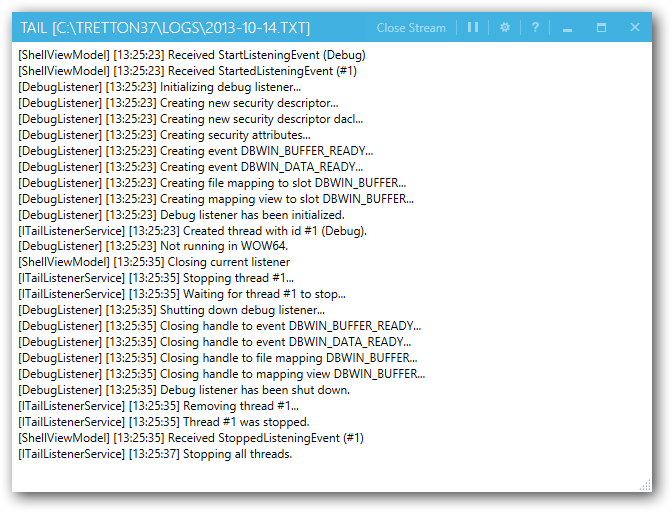 TAIL [C:\TRETTON37\LOGS\2013-10-14.TXT] Close Stream ?
[ShellViewModel] [13:25:23] Received StartListeningEvent (Debug)
[ShellViewModel] [13:25:23] Received StartedListeningEvent (#1)
[DebugListener] [13:25:23] Initializing debug listener...
[DebugListener] [13:25:23] Creating new security descriptor...
[DebugListener] [13:25:23] Creating new security descriptor dacl...
[DebugListener] [13:25:23] Creating security attributes...
[DebugListener] [13:25:23] Creating event DBWIN_BUFFER_READY...
[DebugListener] [13:25:23] Creating event DBWIN_DATA_READY...
[DebugListener] [13:25:23] Creating file mapping to slot DBWIN_BUFFER...
[DebugListener] [13:25:23] Creating mapping view to slot DBWIN_BUFFER...
[DebugListener] [13:25:23] Debug listener has been initialized.
[ITailListenerService] [13:25:23] Created thread with id #1 (Debug).
[DebugListener] [13:25:23] Not running in WOW64.
[ShellViewModel] [13:25:35] Closing current listener
[ITailListenerService] [13:25:35] Stopping thread #1...
[ITailListenerService] [13:25:35] Waiting for thread #1 to stop...
[DebugListener] [13:25:35] Shutting down debug listener...
[DebugListener] [13:25:35] Closing handle to event DBWIN_BUFFER_READY...
[DebugListener] [13:25:35] Closing handle to event DBWIN_DATA_READY...
[DebugListener] [13:25:35] Closing handle to file mapping DBWIN_BUFFER...
[DebugListener] [13:25:35] Closing handle to mapping view DBWIN_BUFFER...
[DebugListener] [13:25:35] Debug listener has been shut down.
[ITailListenerService] [13:25:35] Removing thread #1...
[ITailListenerService] [13:25:35] Thread #1 was stopped.
[ShellViewModel] [13:25:35] Received StoppedListeningEvent (#1)
[ITailListenerService] [13:25:37] Stopping all threads.